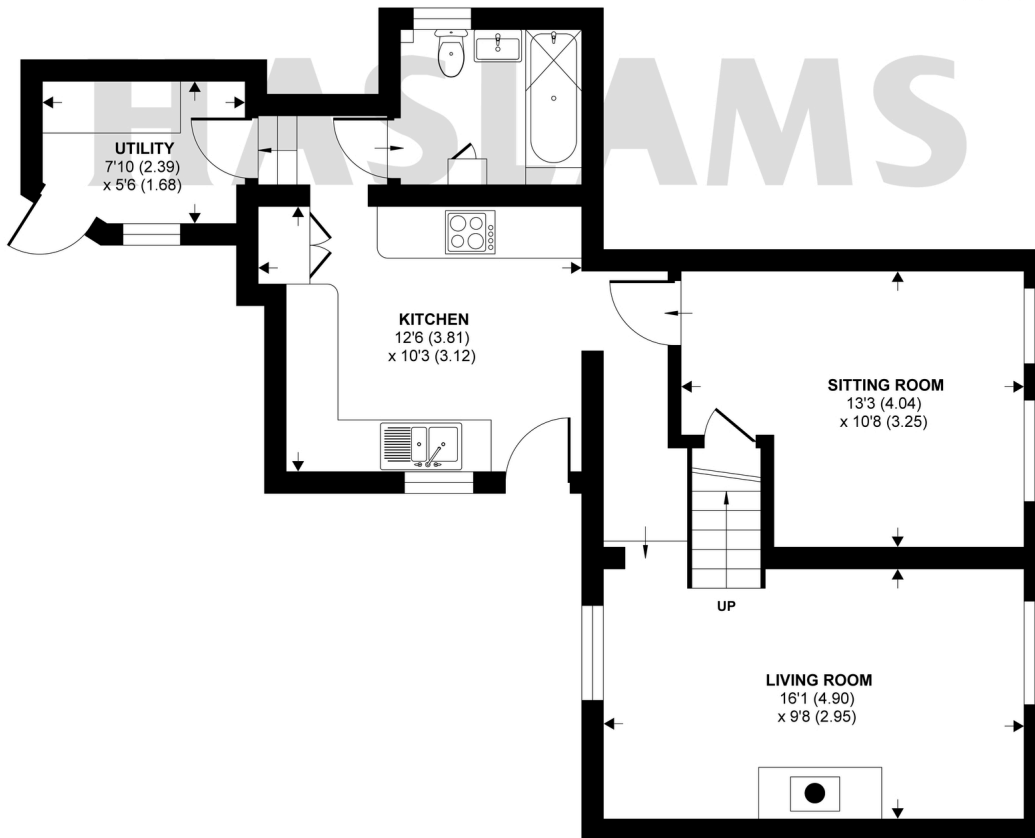 HASLAMS
UTILITY
7'10 (2.39)
x 5'6 (1.68)
KITCHEN
12'6 (3.81)
x 10'3 (3.12)
SITTING ROOM
13'3 (4.04)
x 10'8 (3.25)
UP
LIVING ROOM
16'1 (4.90)
x 9'8 (2.95)